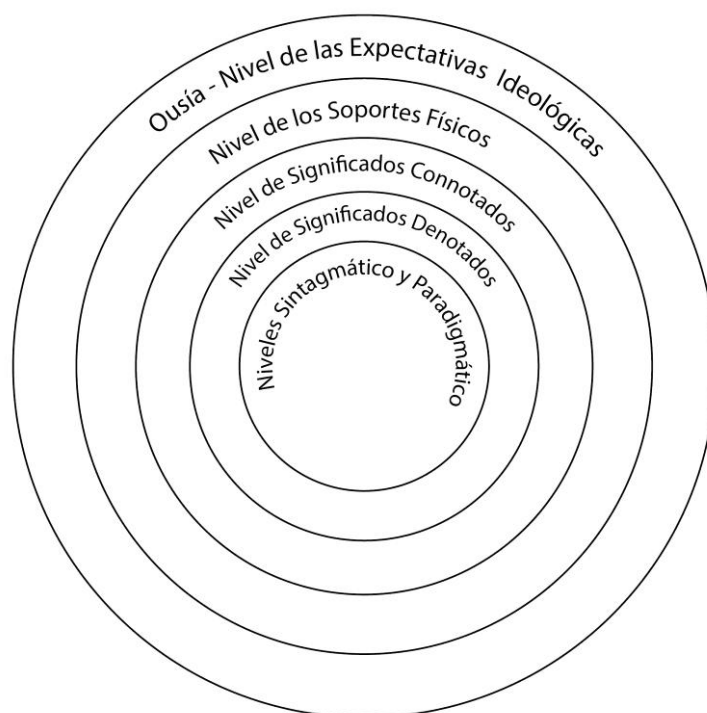 Ousía - Nivel de las Expectativas Ideológicas
Nivel de los Soportes Físicos
Nivel de Significados Connotados
Nivel de Significados Denotados
Niveles Sintagmático y Paradigmático